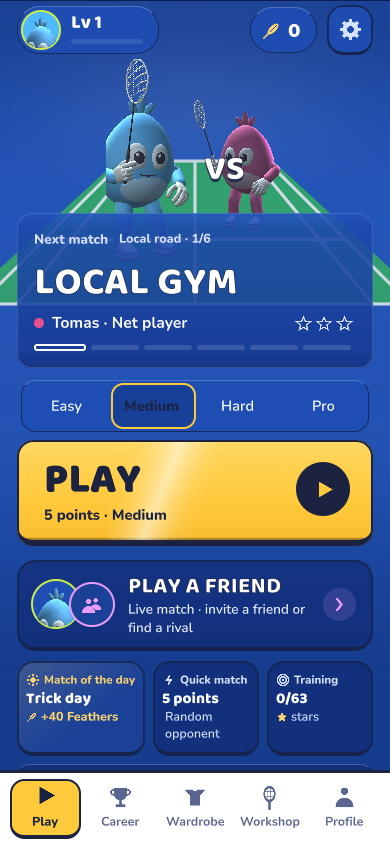 Lv 1
0
VS
Next match Local road · 1/6
LOCAL GYM
Tomas · Net player
Easy Medium Hard Pro
PLAY
5 points · Medium
PLAY A FRIEND
Live match · invite a friend or
find a rival
Match of the day
Trick day
+40 Feathers
Quick match
5 points
Random
opponent
Training
0/63
stars
Play Career Wardrobe Workshop Profile